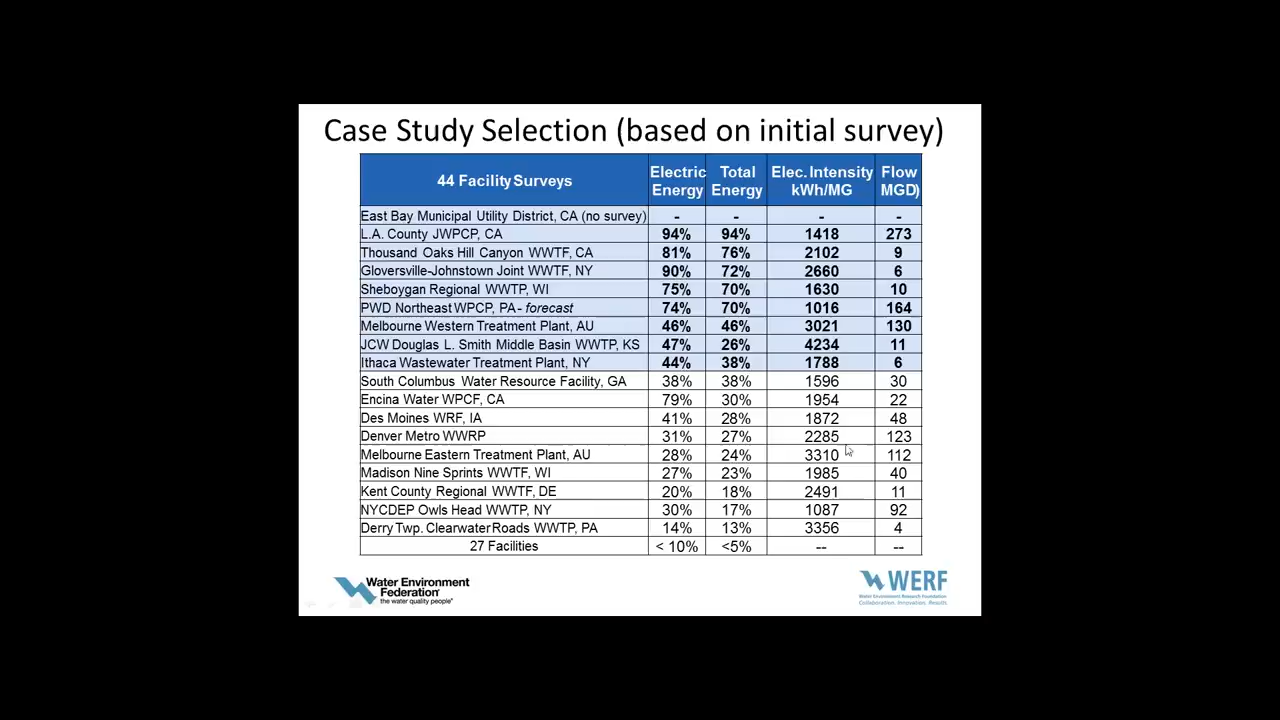 Case Study Selection (based on initial survey)
44 Facility Surveys Electric Energy Total Energy Elec. Intensity kWh/MG Flow MGD)
East Bay Municipal Utility District, CA (no survey) - - - -
L.A. County JWPCP, CA 94% 94% 1418 273
Thousand Oaks Hill Canyon WWTF, CA 81% 76% 2102 9
Gloversville-Johnstown Joint WWTF, NY 90% 72% 2660 6
Sheboygan Regional WWTP, WI 75% 70% 1630 10
PWD Northeast WPCP, PA - forecast 74% 70% 1016 164
Melbourne Western Treatment Plant, AU 46% 46% 3021 130
JCW Douglas L. Smith Middle Basin WWTP, KS 47% 26% 4234 11
Ithaca Wastewater Treatment Plant, NY 44% 38% 1788 6
South Columbus Water Resource Facility, GA 38% 38% 1596 30
Encina Water WPCF, CA 79% 30% 1954 22
Des Moines WRF, IA 41% 28% 1872 48
Denver Metro WWRP 31% 27% 2285 123
Melbourne Eastern Treatment Plant, AU 28% 24% 3310 112
Madison Nine Sprints WWTF, WI 27% 23% 1985 40
Kent County Regional WWTF, DE 20% 18% 2491 11
NYCDEP Owls Head WWTP, NY 30% 17% 1087 92
Derry Twp. Clearwater Roads WWTP, PA 14% 13% 3356 4
27 Facilities < 10% <5% -- --
Water Environment
Federation
the water quality people®
WERF
Water Environment Research Foundation
Collaboration. Innovation. Results.